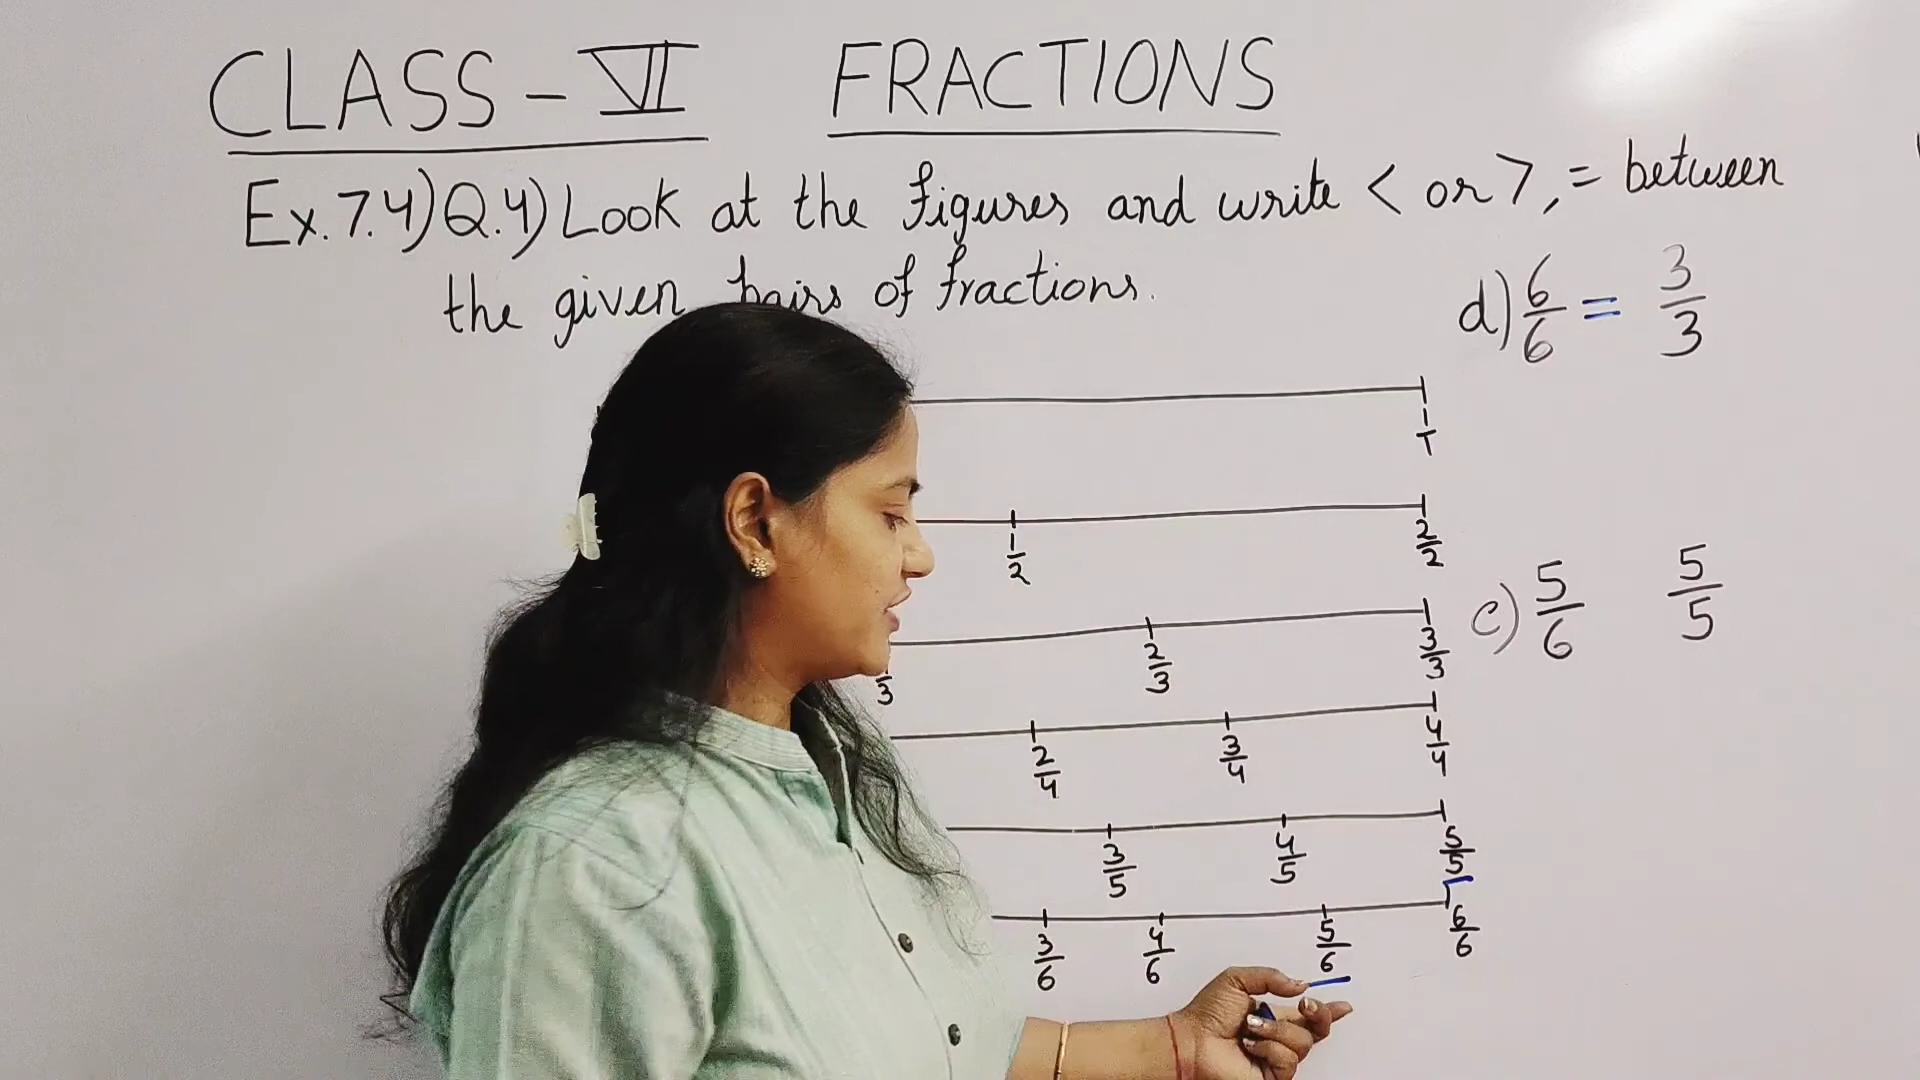 CLASS - VI FRACTIONS
Ex. 7.4) Q.4) Look at the figures and write < or >, = between
the given pairs of fractions.
d) 6/6 = 3/3
1/1
1/2 2/2
c) 5/6 5/5
3 2/3 3/3
2/4 3/4 4/4
3/5 4/5 5/5
3/6 4/6 5/6 6/6